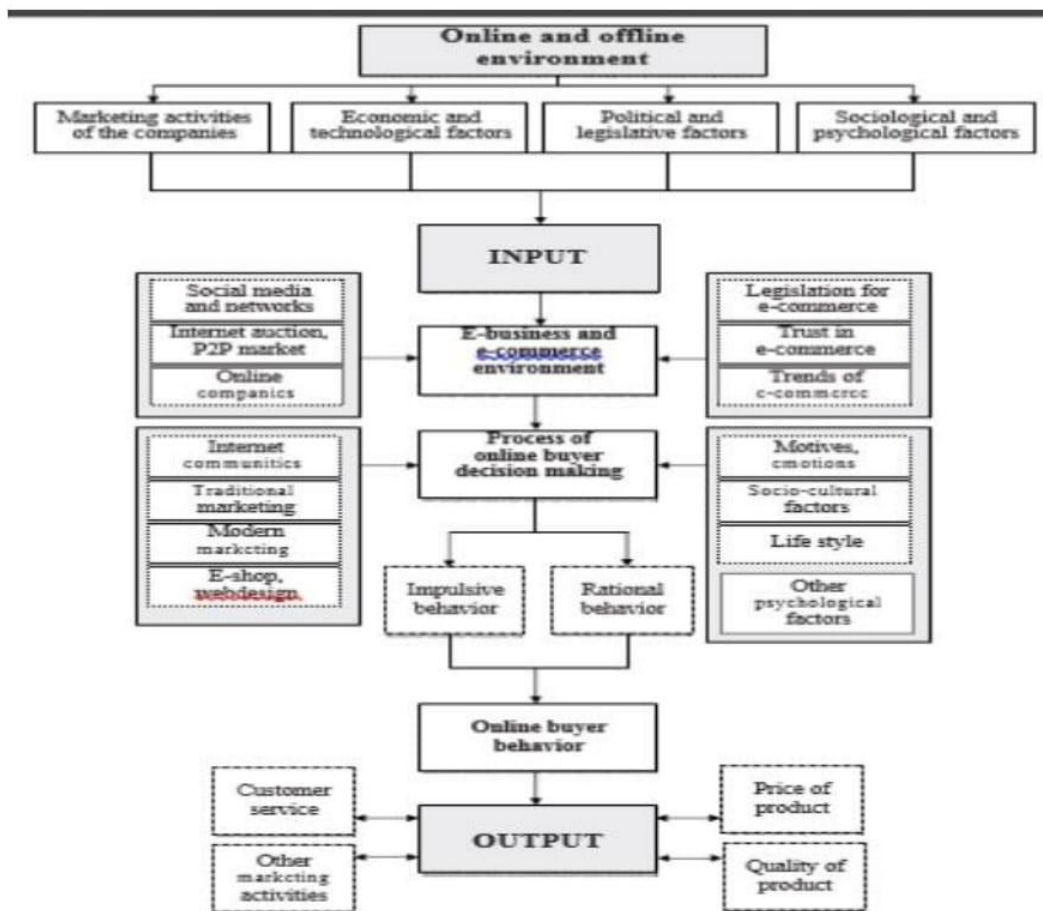 Online and offline
environment
Marketing activities
of the companies
Economic and
technological factors
Political and
legislative factors
Sociological and
psychological factors
INPUT
Social media
and networks
Internet auction,
P2P market
Online
companies
E-business and
e-commerce
environment
Legislation for
e-commerce
Trust in
e-commerce
Trends of
e-commerce
Internet
communities
Traditional
marketing
Modern
marketing
E-shop,
webdesign
Process of
online buyer
decision making
Motives,
emotions
Socio-cultural
factors
Life style
Other
psychological
factors
Impulsive
behavior
Rational
behavior
Online buyer
behavior
Customer
service
Other
marketing
activities
OUTPUT
Price of
product
Quality of
product